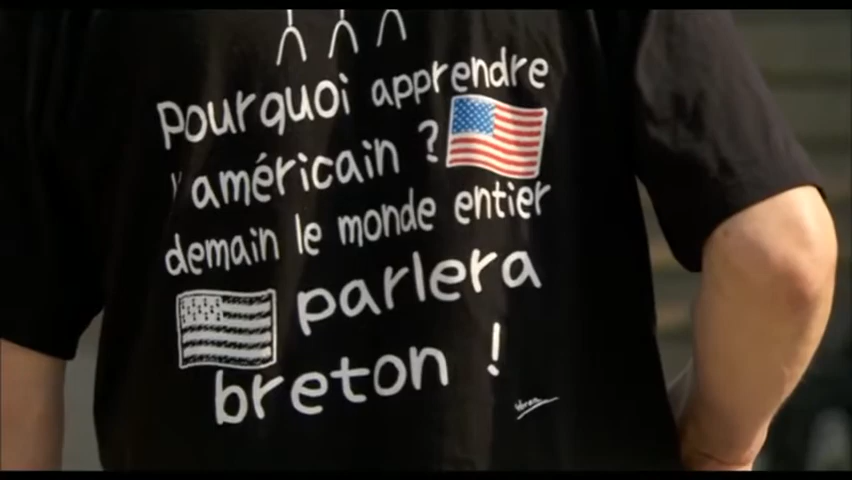 Pourquoi apprendre
l'américain ?
demain le monde entier
parlera
breton !